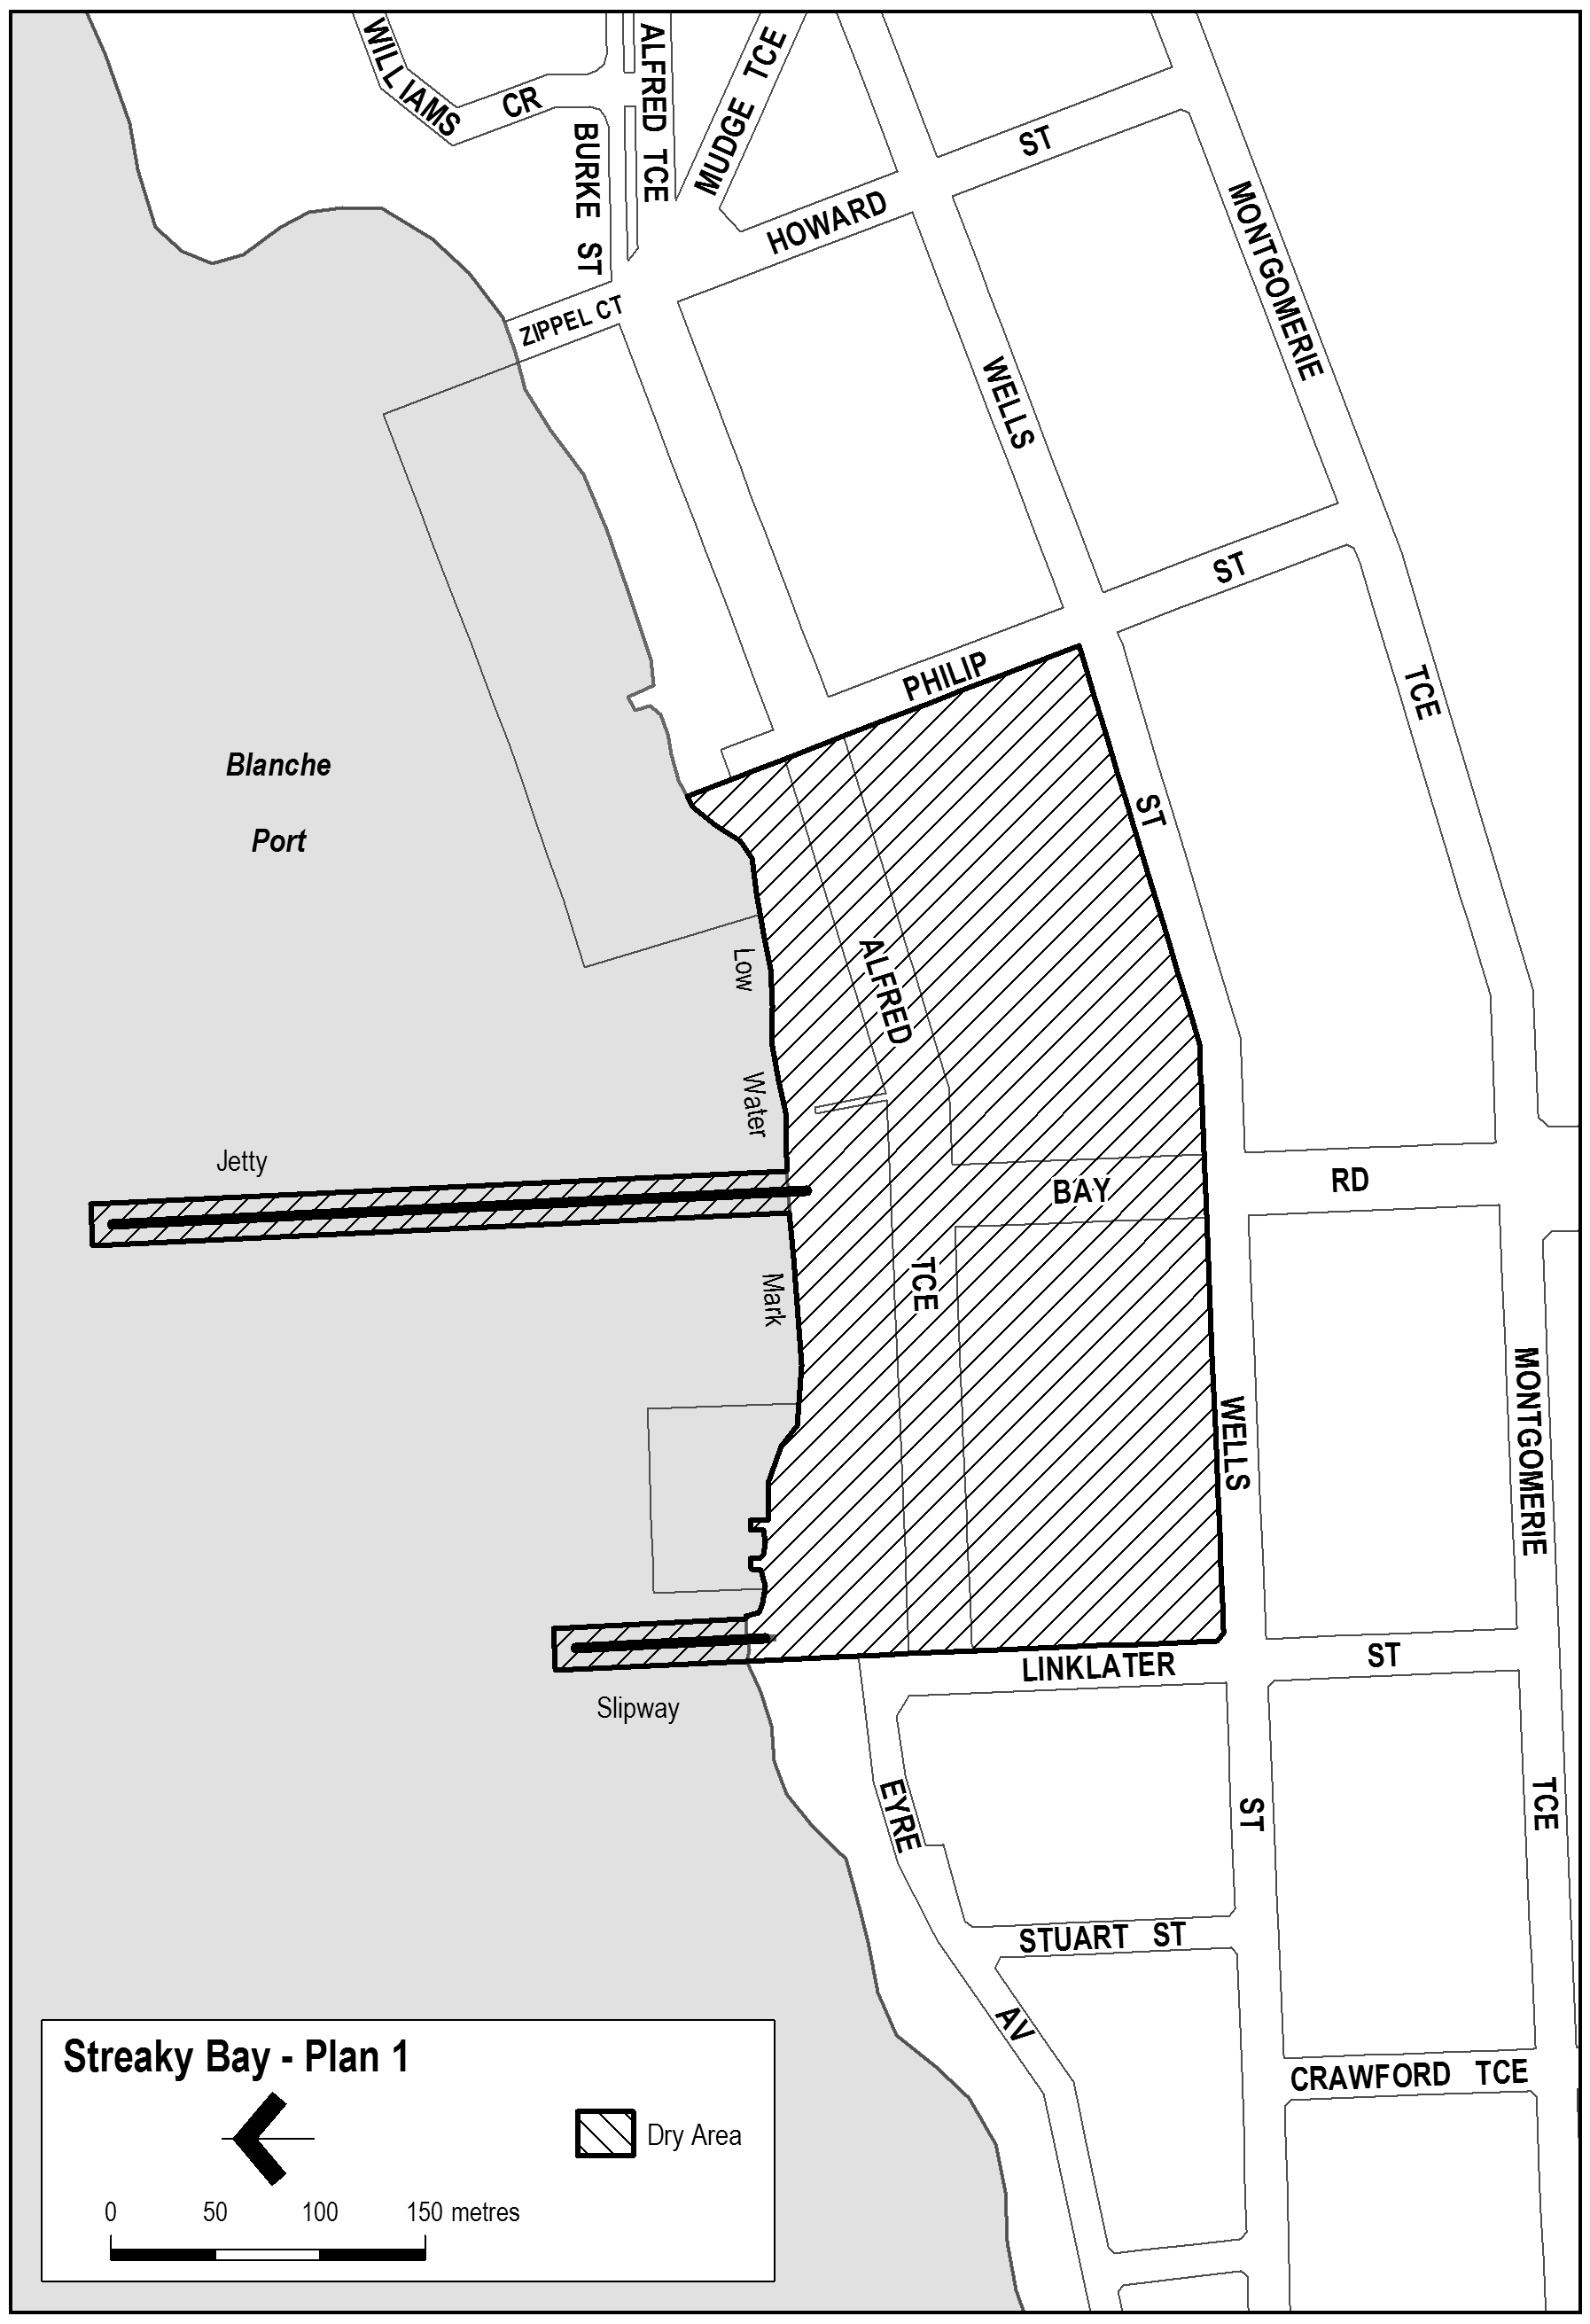 WILLIAMS
CR
BURKE ST
ALFRED TCE
MUDGE TCE
HOWARD
ST
ZIPPEL CT
WELLS
MONTGOMERIE
ST
PHILIP
TCE
Blanche
Port
ST
Low
ALFRED
Water
Jetty
BAY
RD
TCE
Mark
WELLS
MONTGOMERIE
LINKLATER
ST
Slipway
EYRE
ST
TCE
STUART ST
AV
CRAWFORD TCE
Streaky Bay - Plan 1
Dry Area
0 50 100 150 metres